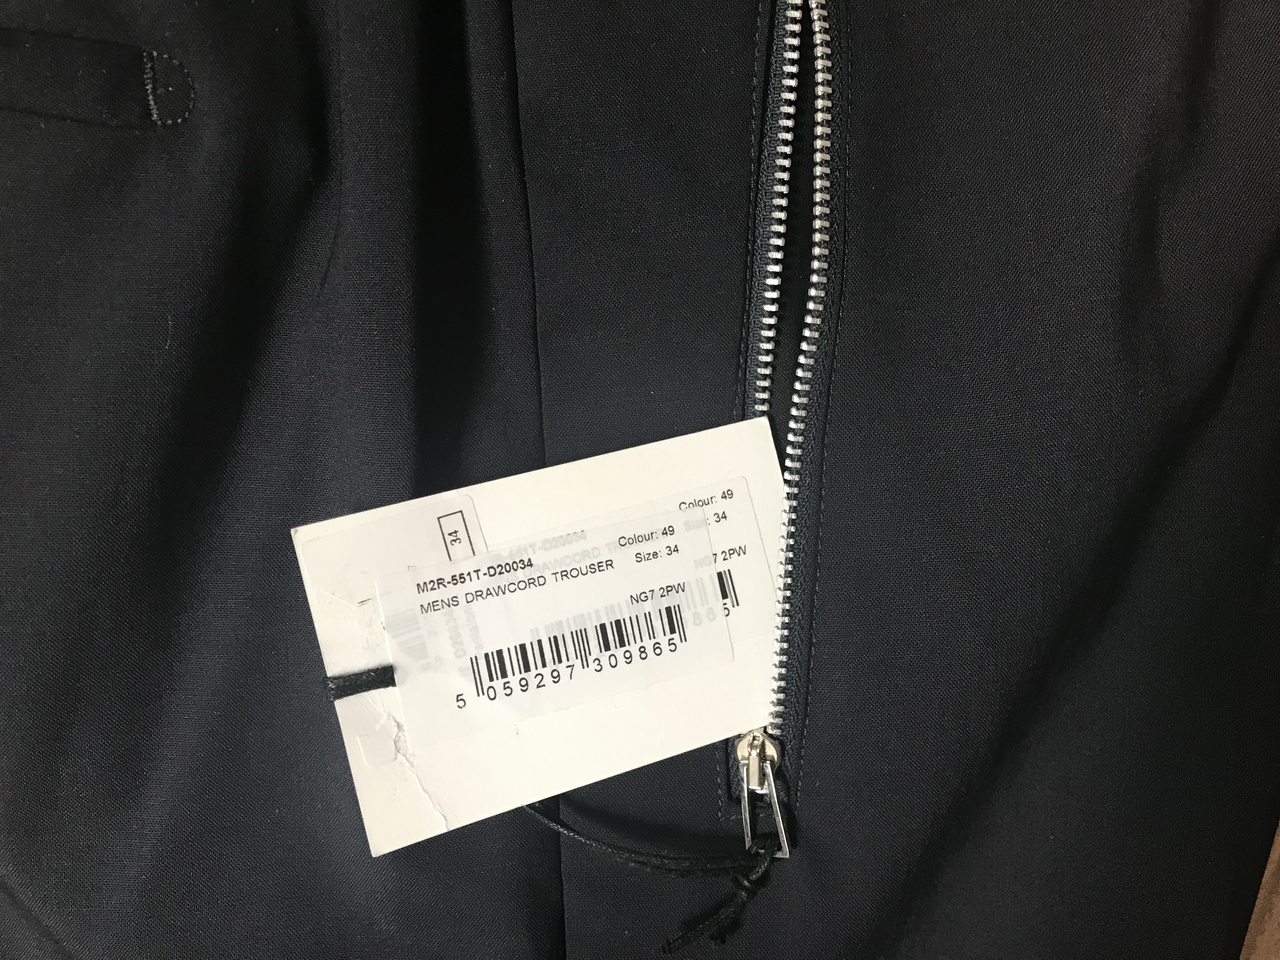 34
Colour: 49
Size: 34
NG7 2PW
5
M2R-551T-D20034
MENS DRAWCORD TROUSER
Colour: 49
Size: 34
NG7 2PW
5 059297 309865